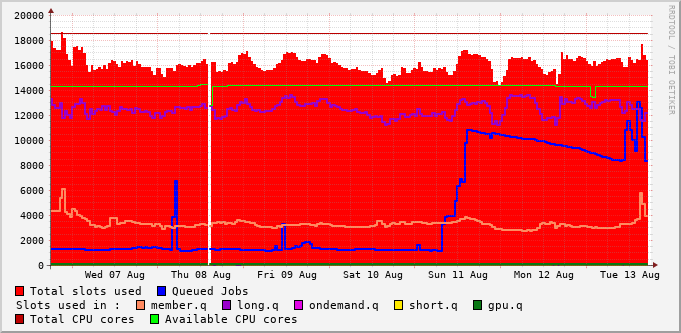 20000
18000
16000
14000
12000
10000
8000
6000
4000
2000
0
Wed 07 Aug Thu 08 Aug Fri 09 Aug Sat 10 Aug Sun 11 Aug Mon 12 Aug Tue 13 Aug
RRDTOOL / TOBI OETIKER
Total slots used Queued Jobs
Slots used in : member.q long.q ondemand.q short.q gpu.q
Total CPU cores Available CPU cores